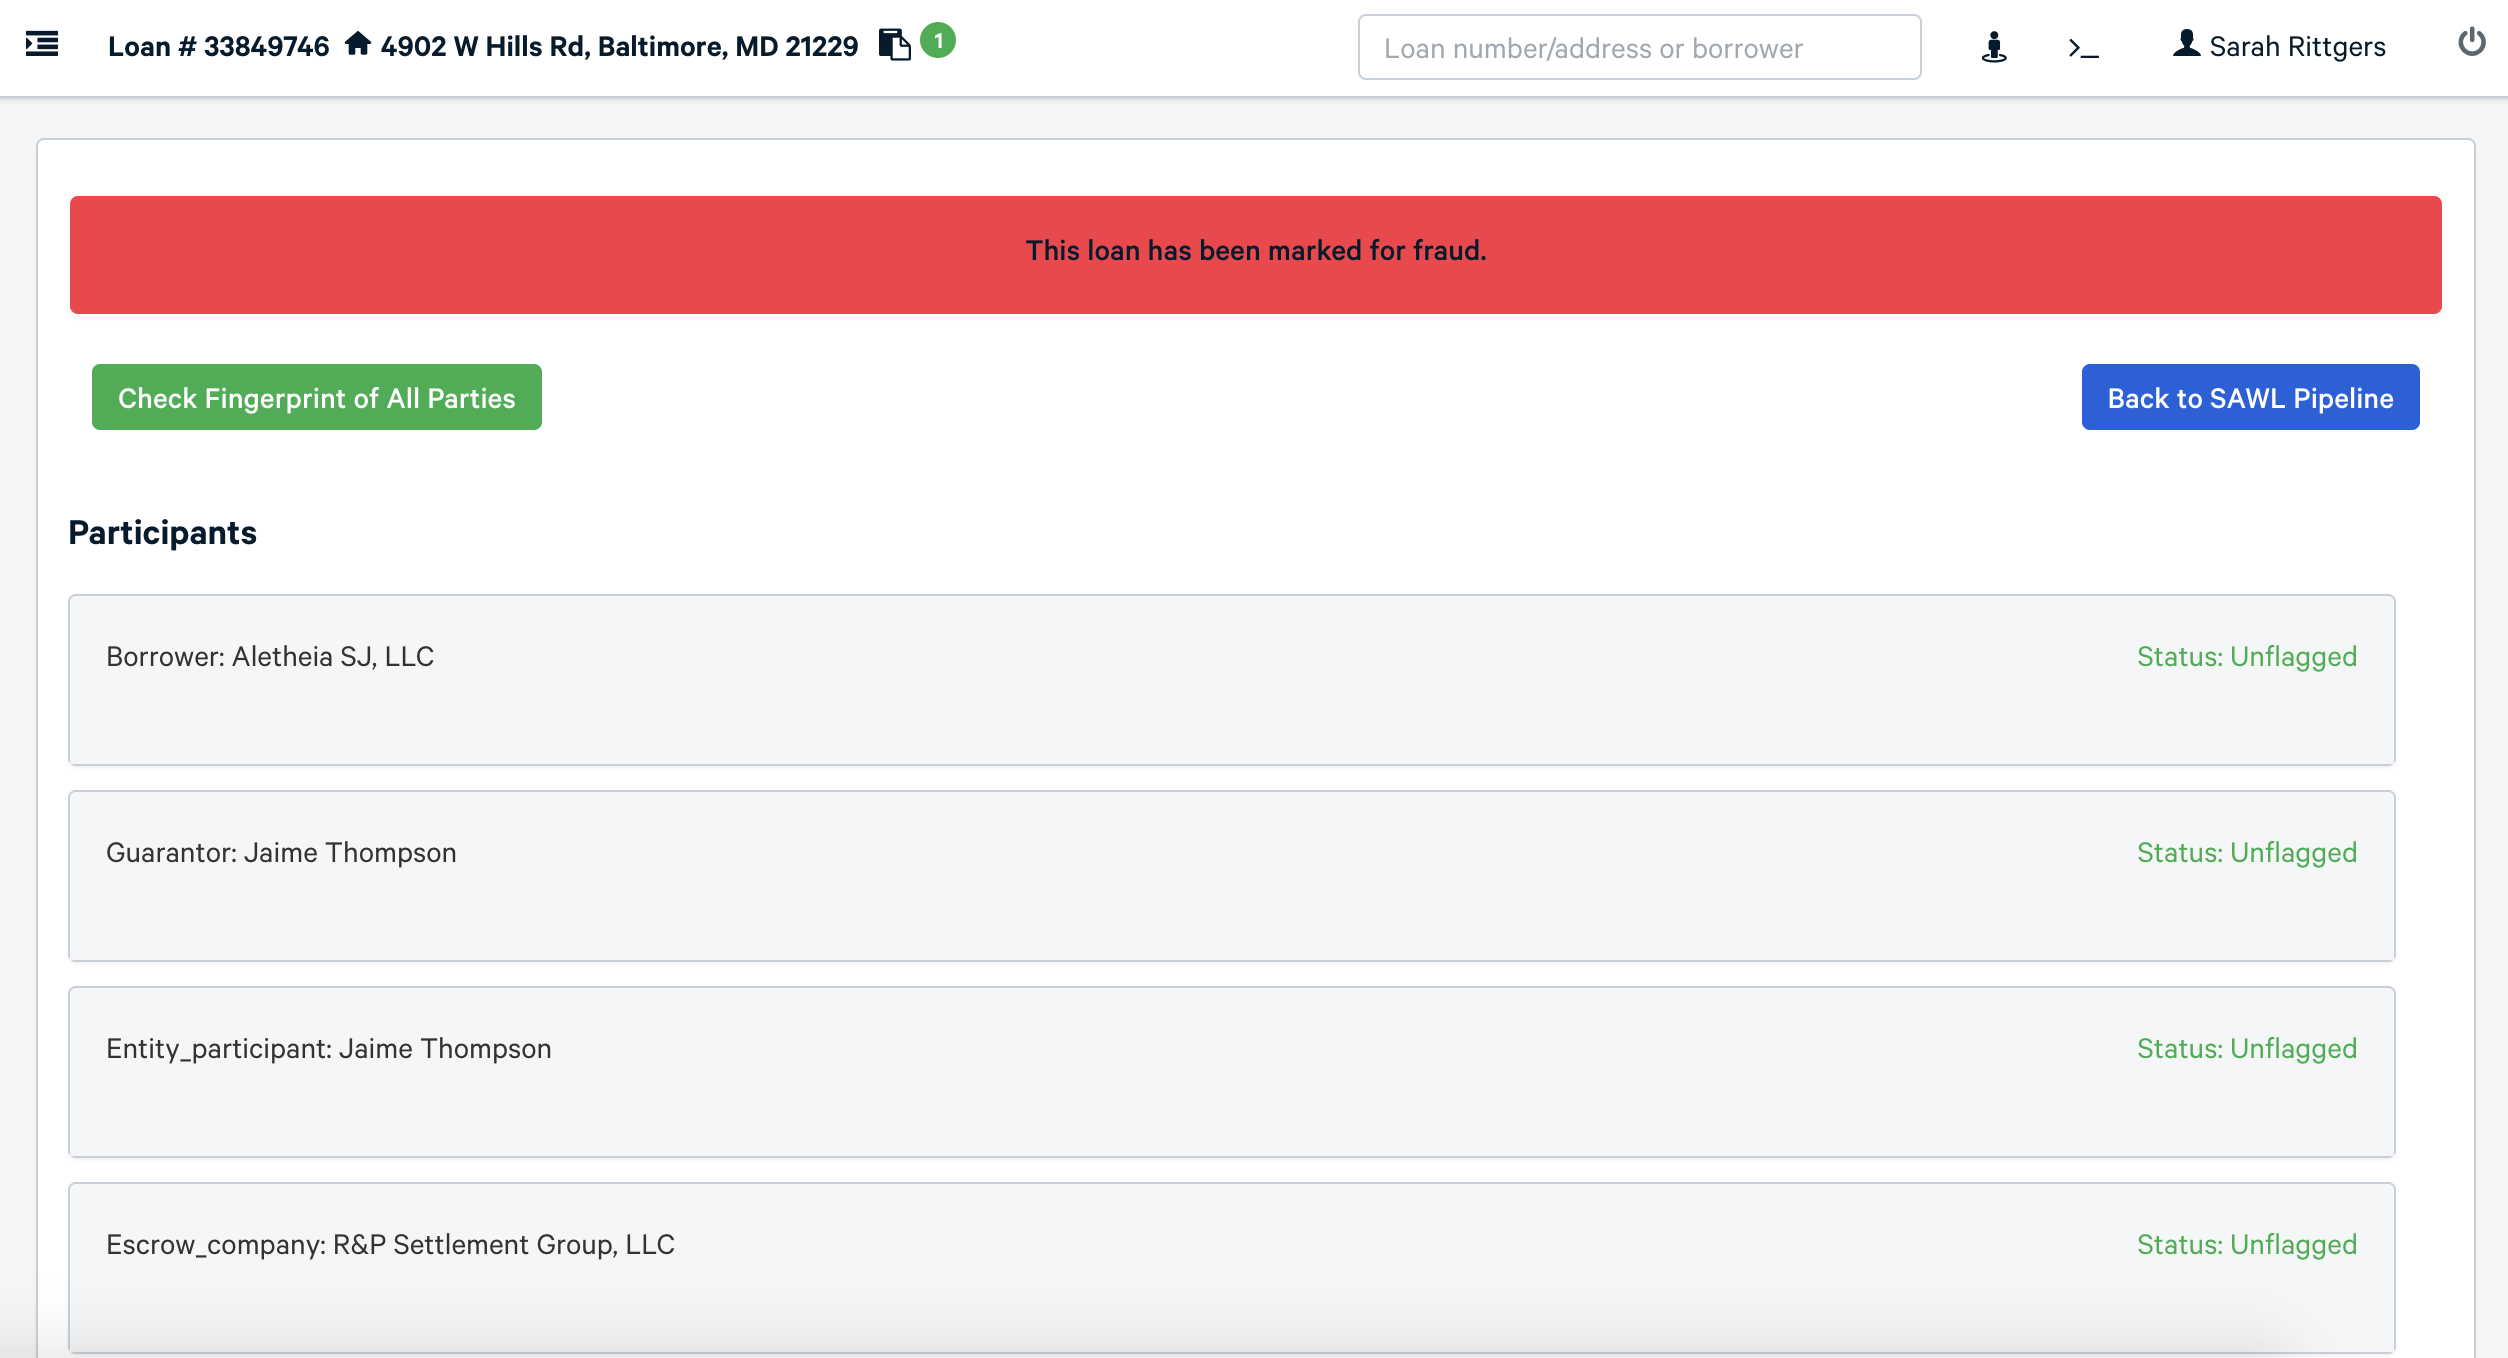 Loan # 33849746 4902 W Hills Rd, Baltimore, MD 21229 1 Loan number/address or borrower >_ Sarah Rittgers
This loan has been marked for fraud.
Check Fingerprint of All Parties Back to SAWL Pipeline
Participants
Borrower: Aletheia SJ, LLC Status: Unflagged
Guarantor: Jaime Thompson Status: Unflagged
Entity_participant: Jaime Thompson Status: Unflagged
Escrow_company: R&P Settlement Group, LLC Status: Unflagged